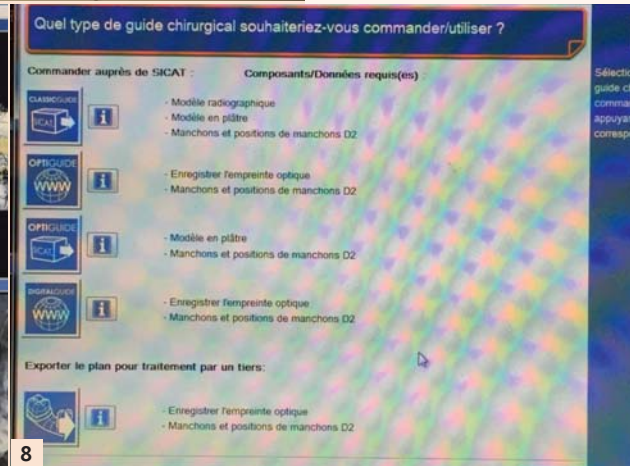 Quel type de guide chirurgical souhaiteriez-vous commander/utiliser ?
Commander auprès de SICAT : Composants/Données requis(es) :
CLASSICGUIDE
SICAT
i
- Modèle radiographique
- Modèle en plâtre
- Manchons et positions de manchons D2
OPTIGUIDE
WWW
i
- Enregistrer l'empreinte optique
- Manchons et positions de manchons D2
OPTIGUIDE
SICAT
i
- Modèle en plâtre
- Manchons et positions de manchons D2
DIGITALGUIDE
WWW
i
- Enregistrer l'empreinte optique
- Manchons et positions de manchons D2
Exporter le plan pour traitement par un tiers:
i
- Enregistrer l'empreinte optique
- Manchons et positions de manchons D2
Sélectio
guide c
comma
appuya
corresp
8